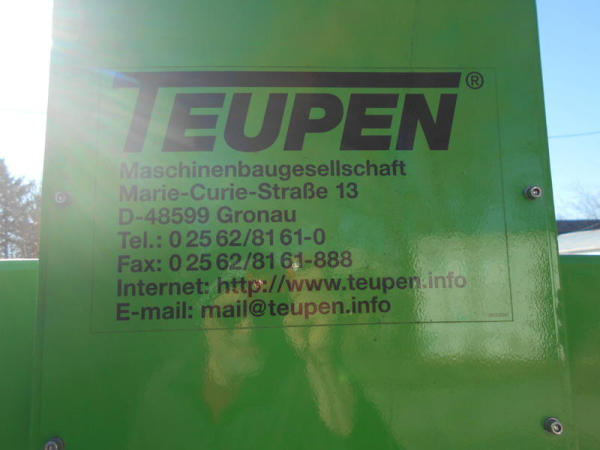 TEUPEN®
Maschinenbaugesellschaft
Marie-Curie-Straße 13
D-48599 Gronau
Tel.: 0 25 62/81 61-0
Fax: 0 25 62/81 61-888
Internet: http://www.teupen.info
E-mail: mail@teupen.info